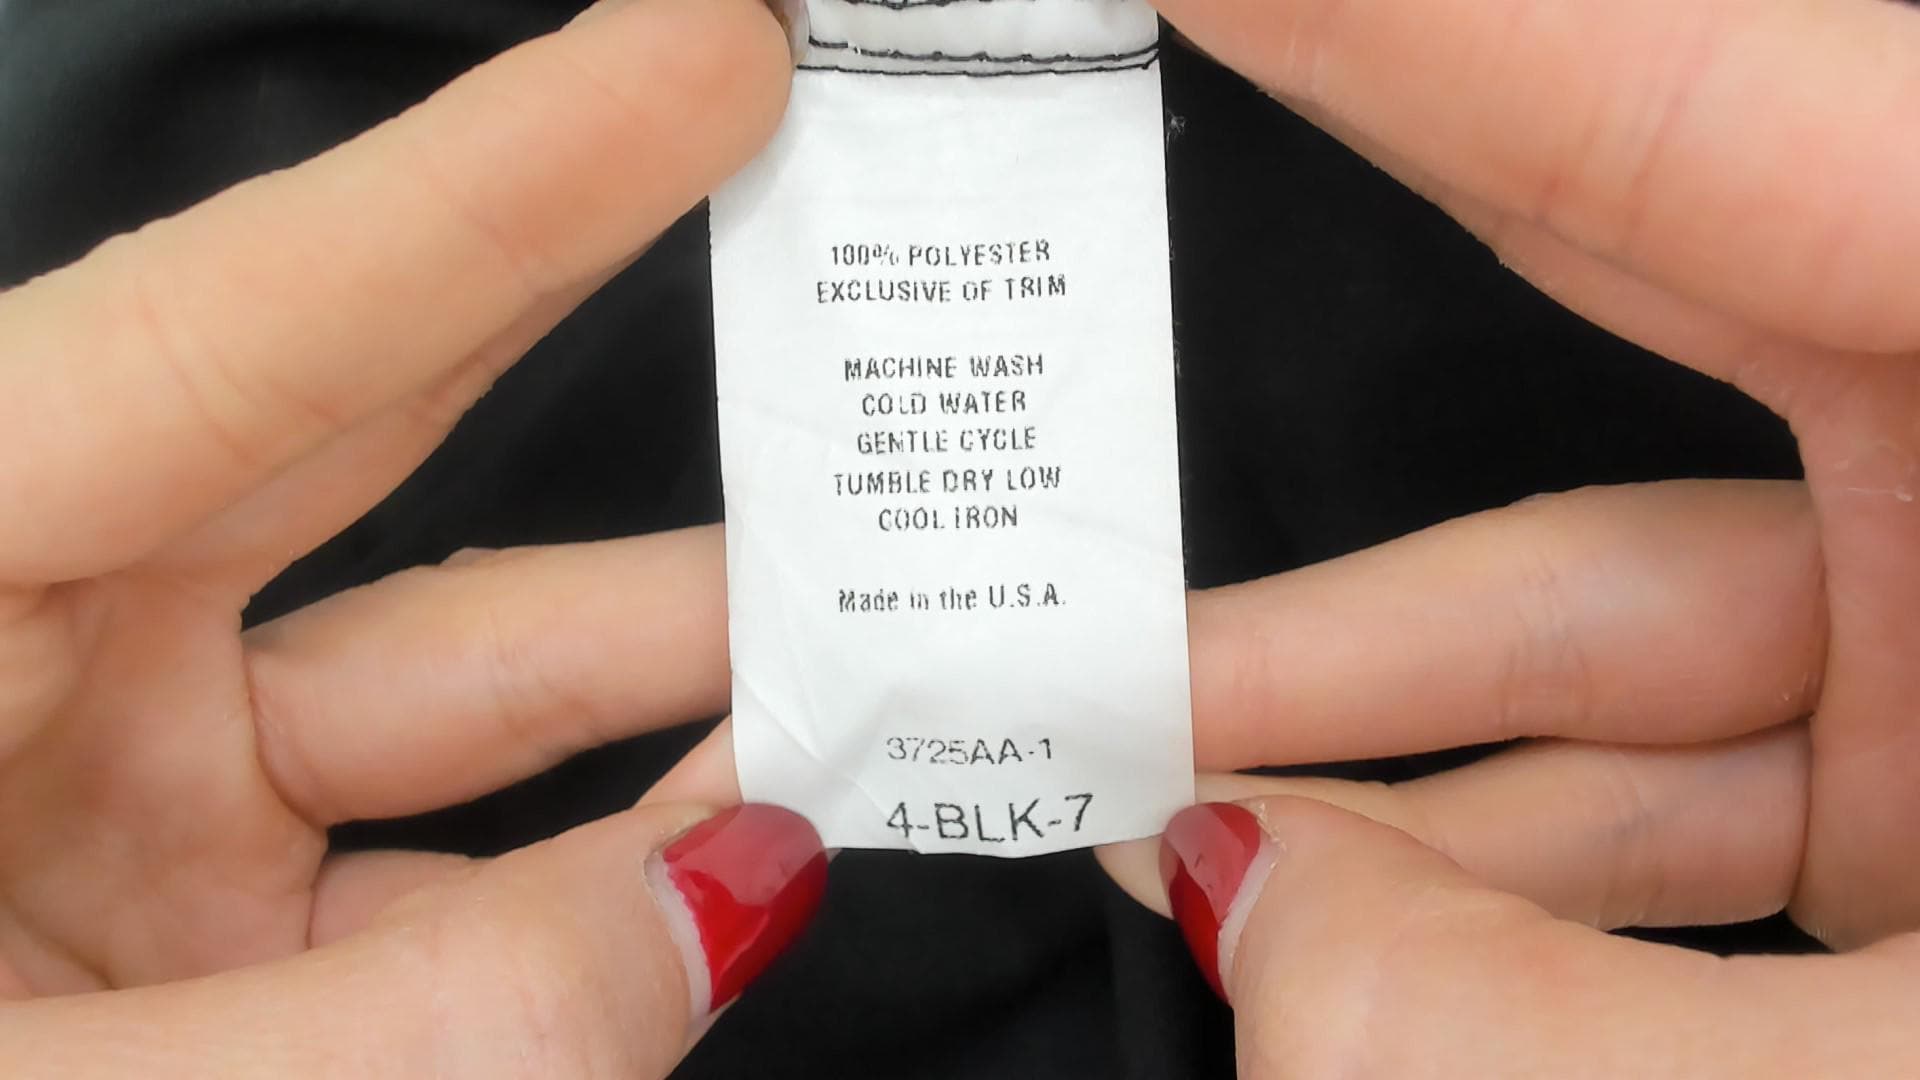 100% POLYESTER
EXCLUSIVE OF TRIM
MACHINE WASH
COLD WATER
GENTLE CYCLE
TUMBLE DRY LOW
COOL IRON
Made in the U.S.A.
3725AA-1
4-BLK-7